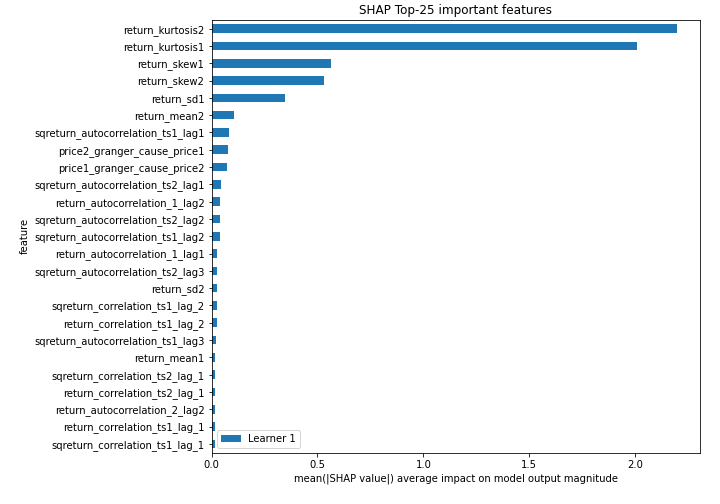 SHAP Top-25 important features
return_kurtosis2
return_kurtosis1
return_skew1
return_skew2
return_sd1
return_mean2
sqreturn_autocorrelation_ts1_lag1
price2_granger_cause_price1
price1_granger_cause_price2
sqreturn_autocorrelation_ts2_lag1
return_autocorrelation_1_lag2
sqreturn_autocorrelation_ts2_lag2
sqreturn_autocorrelation_ts1_lag2
return_autocorrelation_1_lag1
sqreturn_autocorrelation_ts2_lag3
return_sd2
sqreturn_correlation_ts1_lag_2
return_correlation_ts1_lag_2
sqreturn_autocorrelation_ts1_lag3
return_mean1
sqreturn_correlation_ts2_lag_1
return_correlation_ts2_lag_1
return_autocorrelation_2_lag2
return_correlation_ts1_lag_1
sqreturn_correlation_ts1_lag_1
feature
Learner 1
0.0 0.5 1.0 1.5 2.0
mean(|SHAP value|) average impact on model output magnitude